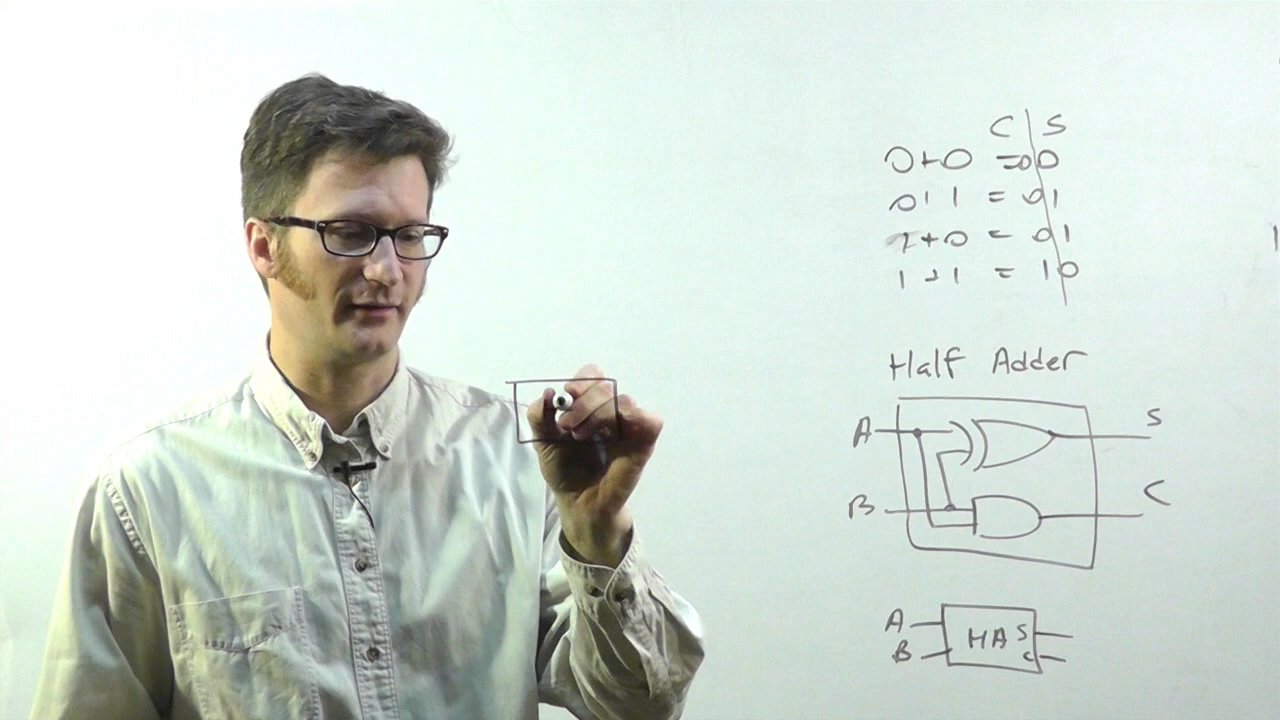 C S
0+0 =00
0+1 = 01
1+0 = 01
1+1 = 10
Half Adder
A
S
B
C
A
B
HA S
C